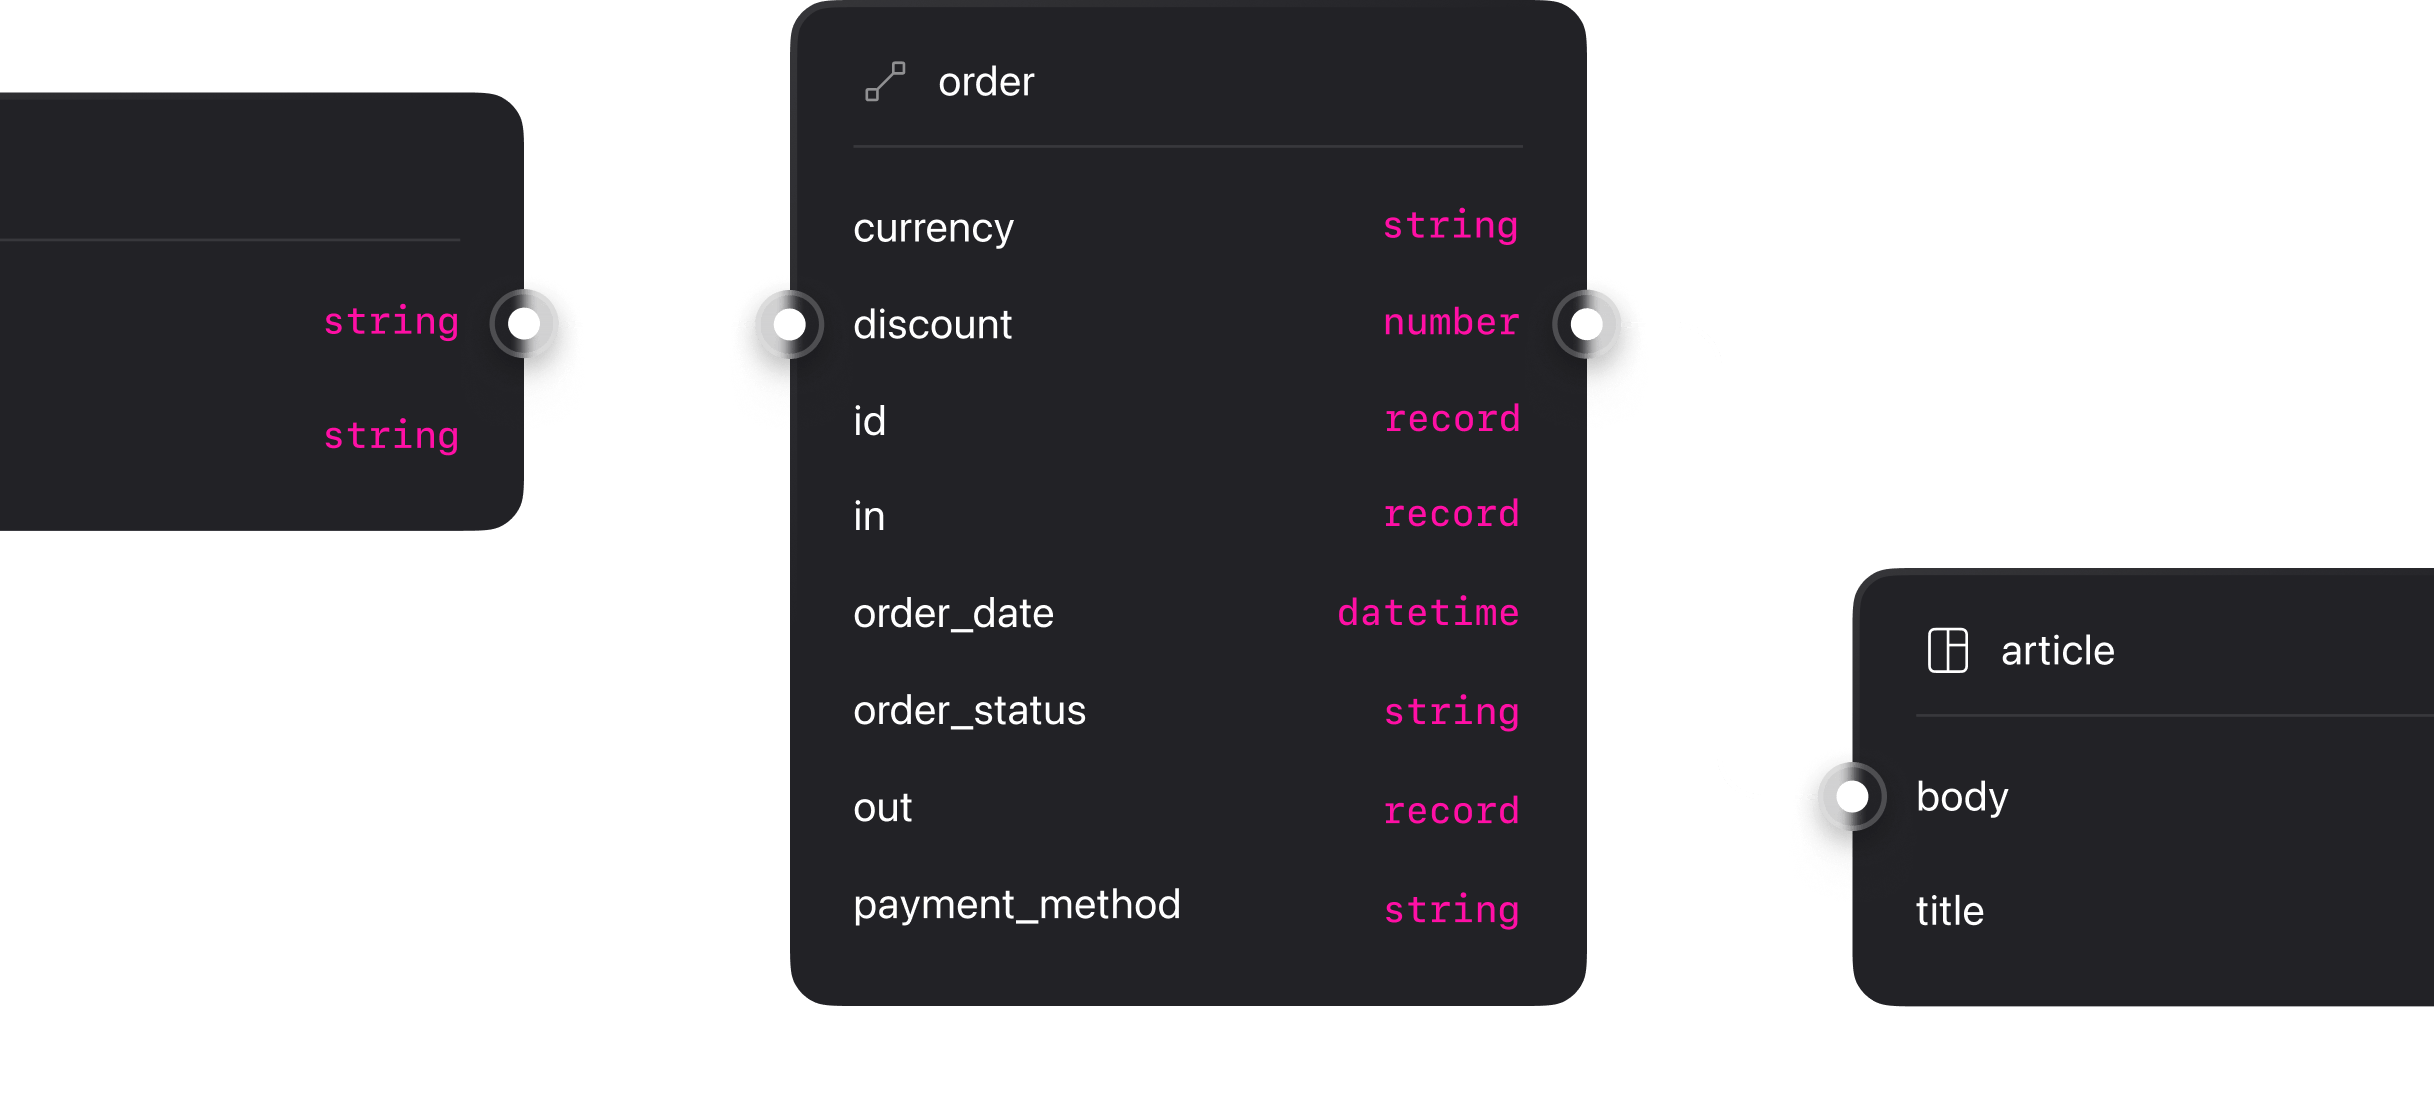 string
string
order
currency string
discount number
id record
in record
order_date datetime
order_status string
out record
payment_method string
article
body
title